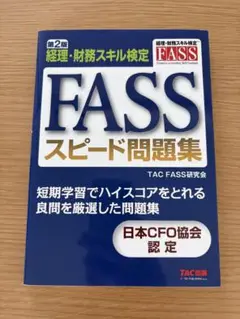 第2版
経理・財務スキル検定
経理・財務スキル検定
FASS
FASS
スピード問題集
TAC FASS研究会
短期学習でハイスコアをとれる
良問を厳選した問題集
日本CFO協会
認定
TAC出版